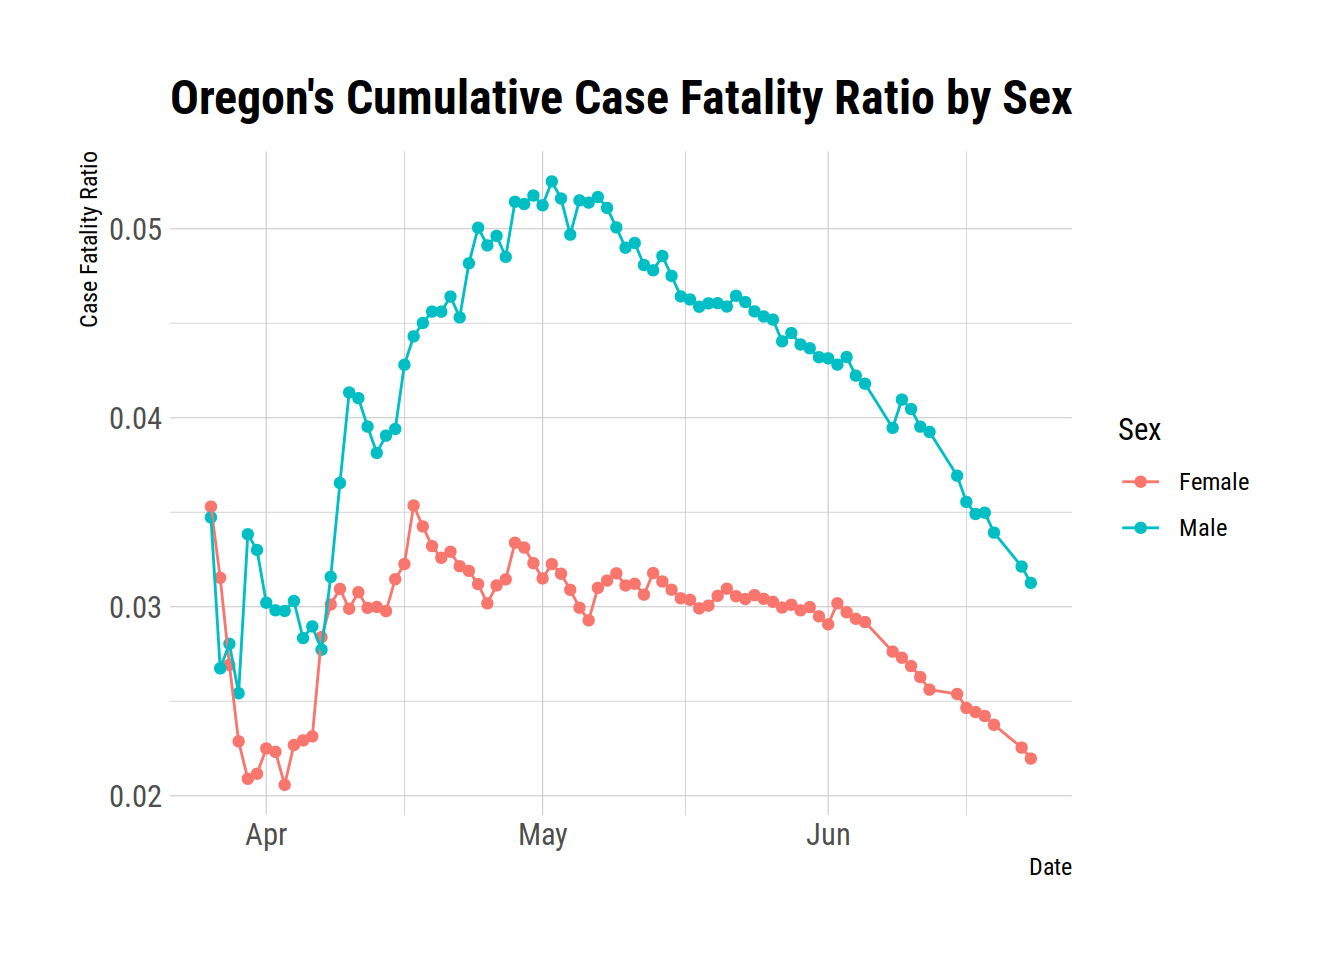 Oregon's Cumulative Case Fatality Ratio by Sex
Case Fatality Ratio
0.05
0.04
0.03
0.02
Apr May Jun
Date
Sex
Female
Male